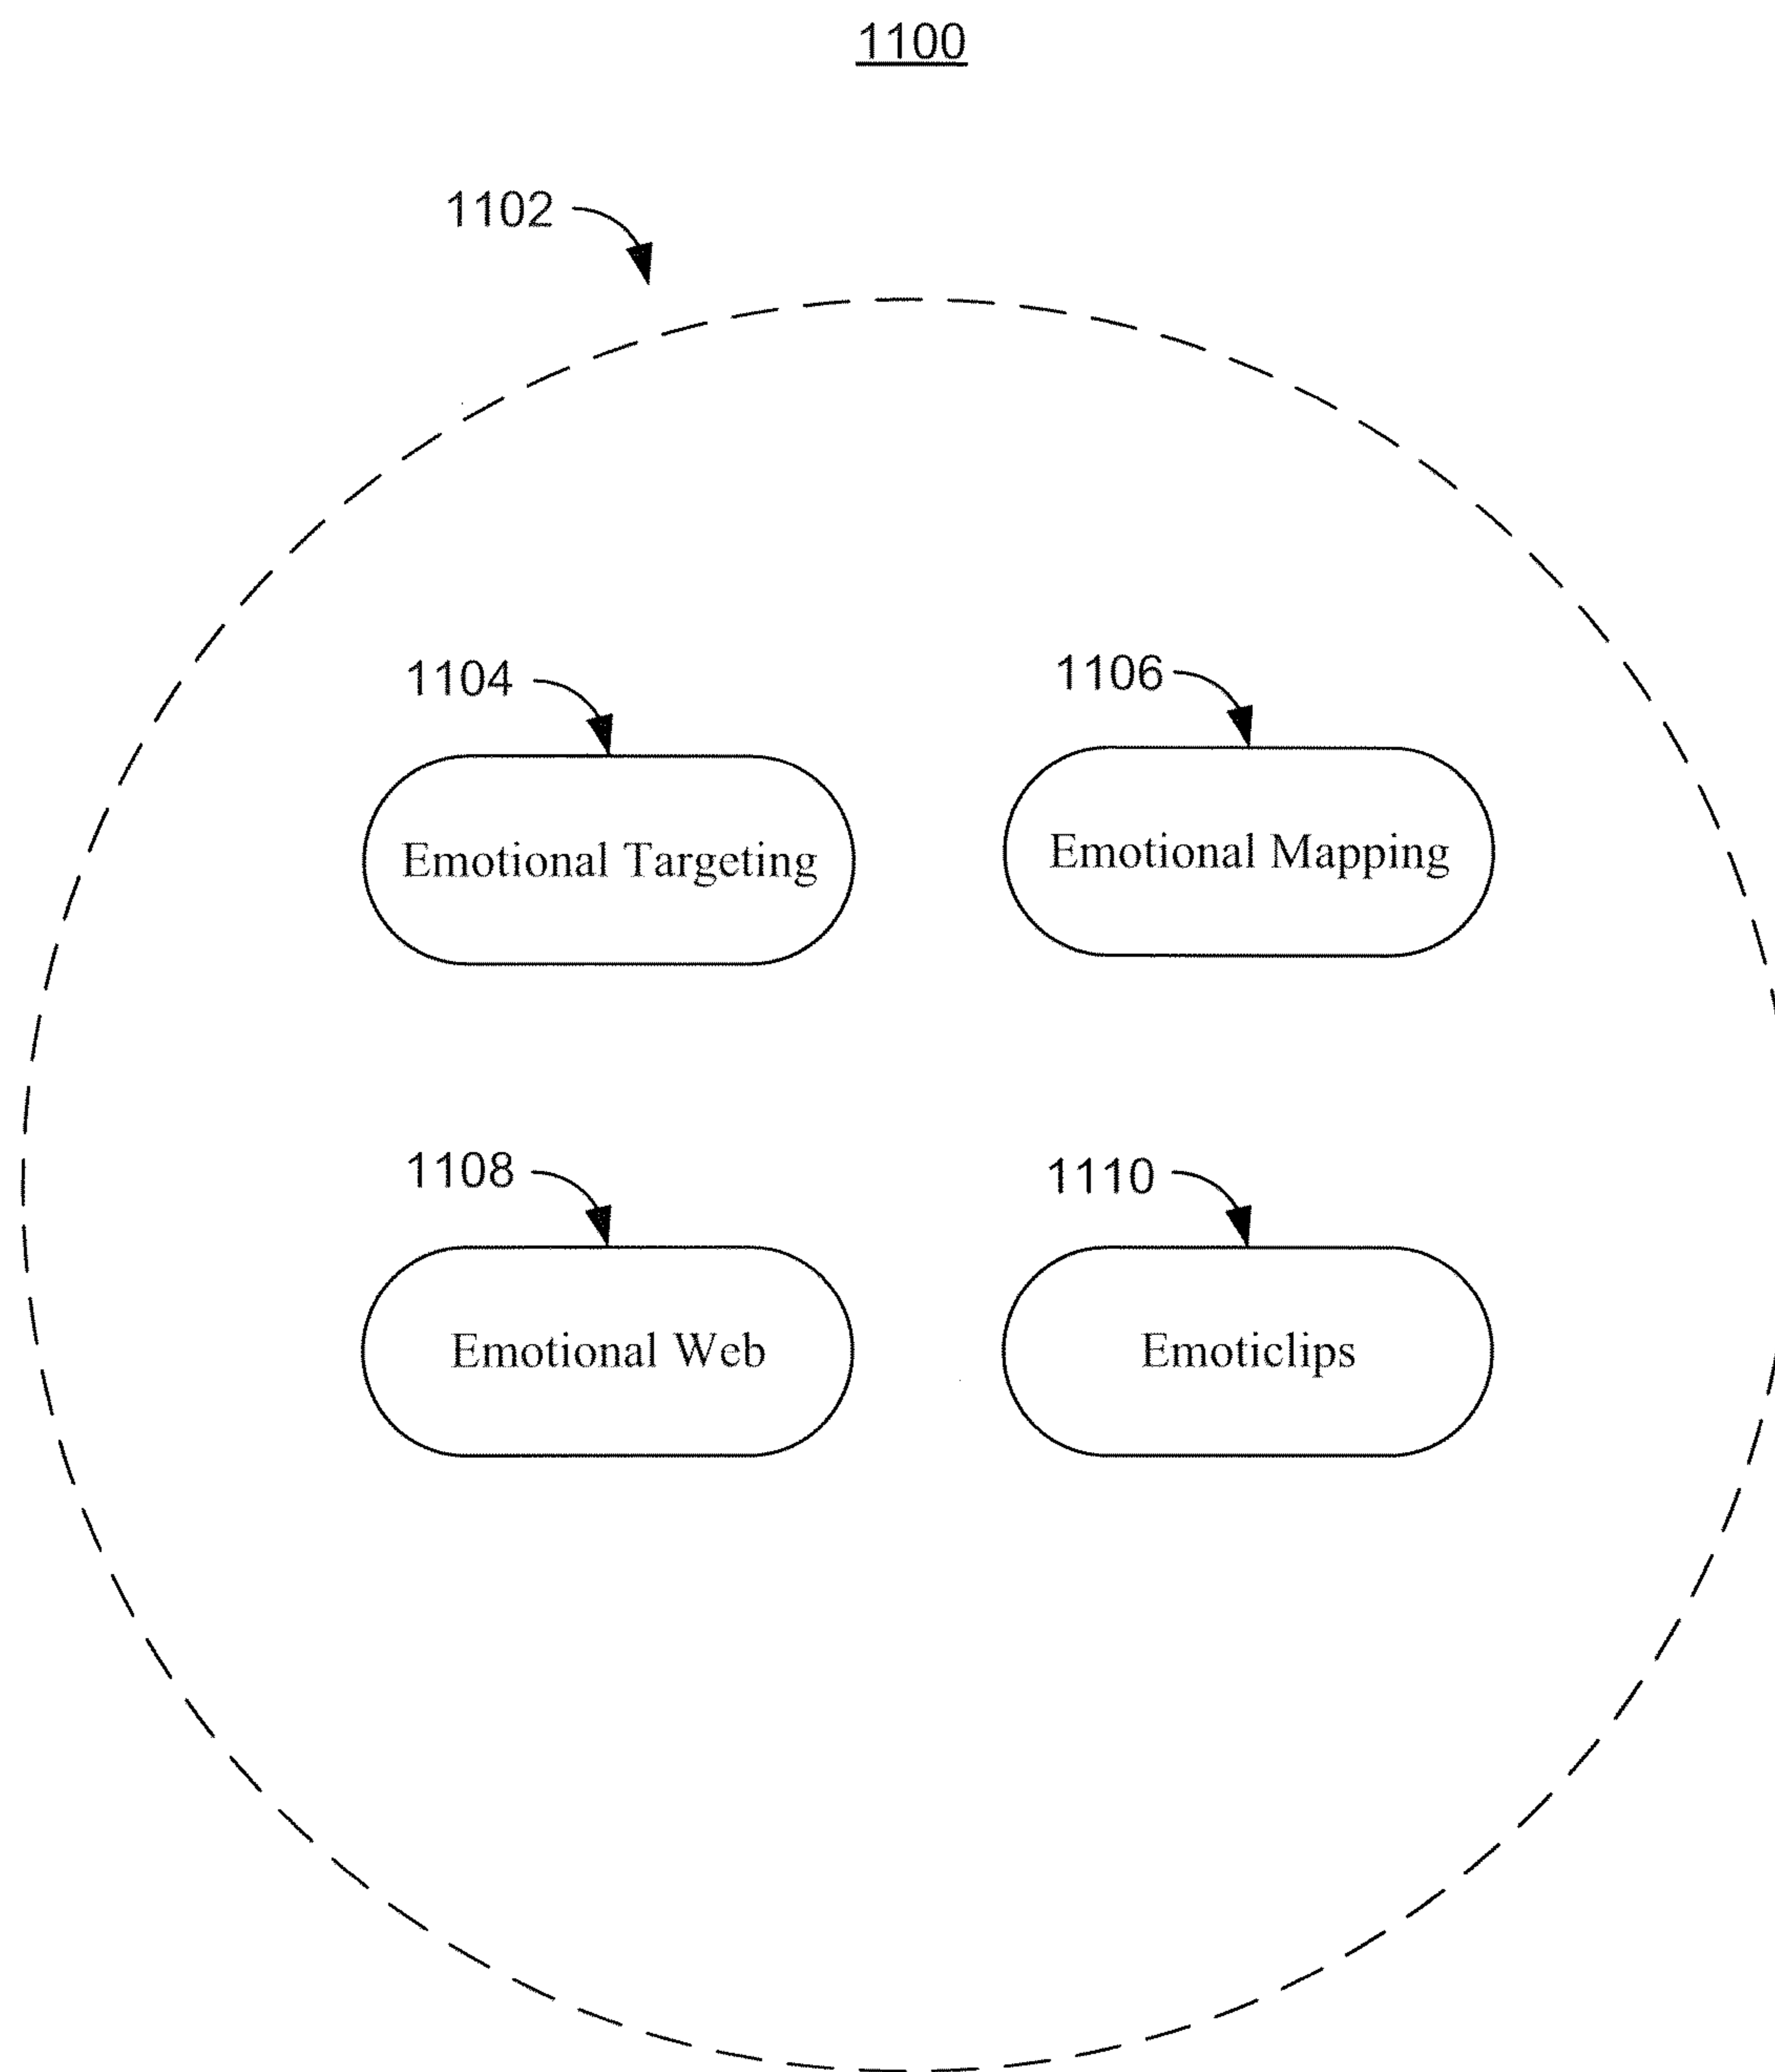 1100
1102
1104
1106
Emotional Targeting
Emotional Mapping
1108
1110
Emotional Web
Emoticlips